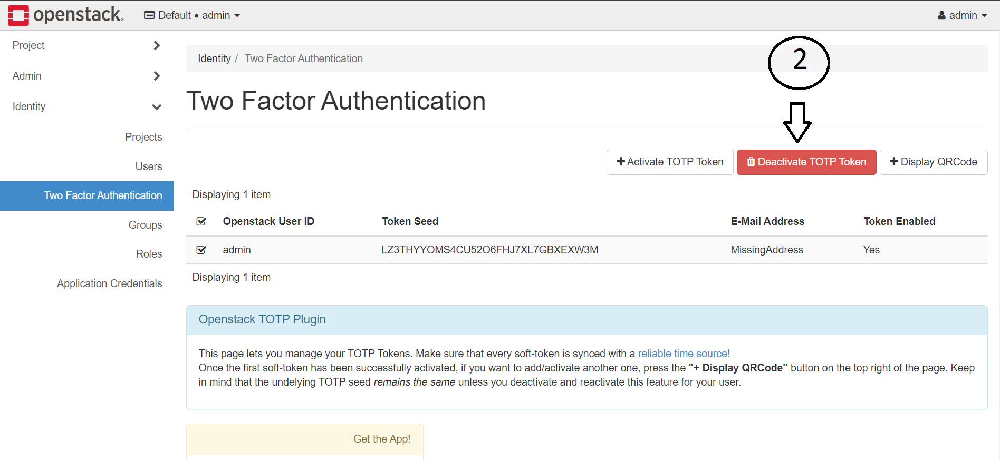 openstack.
Default • admin
admin
Project
Admin
Identity
Projects
Users
Two Factor Authentication
Groups
Roles
Application Credentials
Identity / Two Factor Authentication
2
Two Factor Authentication
Activate TOTP Token
Deactivate TOTP Token
Display QRCode
Displaying 1 item
Openstack User ID Token Seed E-Mail Address Token Enabled
admin LZ3THYYOMS4CU52O6FHJ7XL7GBXEXW3M MissingAddress Yes
Displaying 1 item
Openstack TOTP Plugin
This page lets you manage your TOTP Tokens. Make sure that every soft-token is synced with a reliable time source!
Once the first soft-token has been successfully activated, if you want to add/activate another one, press the "+ Display QRCode" button on the top right of the page. Keep
in mind that the undelying TOTP seed remains the same unless you deactivate and reactivate this feature for your user.
Get the App!